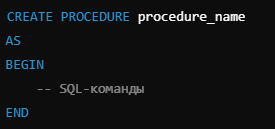 CREATE PROCEDURE procedure_name
AS
BEGIN
    -- SQL-команды
END